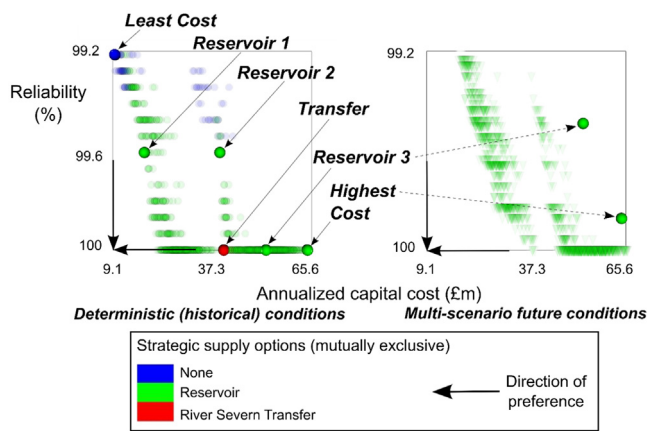 Least Cost
99.2
Reservoir 1
99.2
Reservoir 2
Reliability
(%)
Transfer
99.6
Reservoir 3
99.6
Highest
Cost
100
100
9.1
37.3
65.6
9.1
37.3
65.6
Annualized capital cost (£m)
Deterministic (historical) conditions
Multi-scenario future conditions
Strategic supply options (mutually exclusive)
None
Reservoir
River Severn Transfer
Direction of
preference